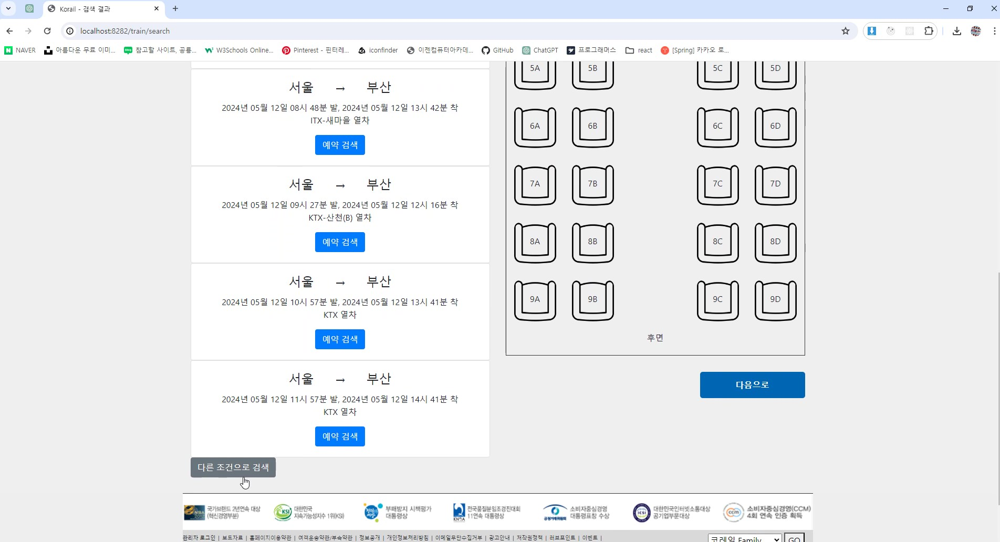 Korail - 검색 결과
localhost:8282/train/search
NAVER
아름다운 무료 이미...
참고할 사이트, 공룡...
W3Schools Online...
Pinterest - 핀터레...
iconfinder
이젠컴퓨터아카데...
GitHub
ChatGPT
프로그래머스
react
[Spring] 카카오 로...
서울 → 부산
2024년 05월 12일 08시 48분 발, 2024년 05월 12일 13시 42분 착
ITX-새마을 열차
예약 검색
서울 → 부산
2024년 05월 12일 09시 27분 발, 2024년 05월 12일 12시 16분 착
KTX-산천(B) 열차
예약 검색
서울 → 부산
2024년 05월 12일 10시 57분 발, 2024년 05월 12일 13시 41분 착
KTX 열차
예약 검색
서울 → 부산
2024년 05월 12일 11시 57분 발, 2024년 05월 12일 14시 41분 착
KTX 열차
예약 검색
다른 조건으로 검색
5A 5B 5C 5D
6A 6B 6C 6D
7A 7B 7C 7D
8A 8B 8C 8D
9A 9B 9C 9D
후면
다음으로
NBA 2012
국가브랜드 2년연속 대상
(혁신경영부문)
KSI
대한민국
지속가능성지수 1위(KSI)
부패방지 시책평가
대통령상
전국품질분임조경진대회
11연속 대통령상
공정거래위원회
소비자중심경영
대통령표창 수상
ICSI
대한민국인터넷소통대상
공기업부문대상
ccm
소비자중심경영(CCM)
4회 연속 인증 획득
관리자 로그인 | 보도자료 | 홈페이지이용약관 | 여객운송약관/부속약관 | 정보공개 | 개인정보처리방침 | 이메일무단수집거부 | 광고안내 | 저작권정책 | 러브포인트 | 이벤트 |
코레일 Family
GO